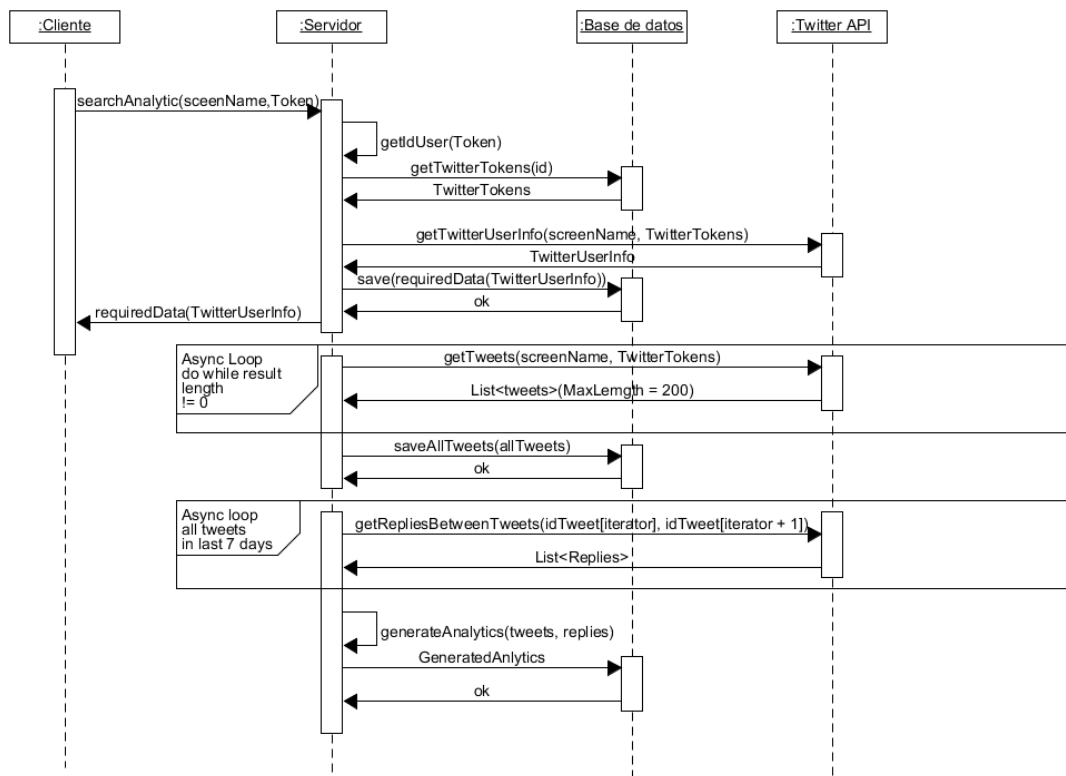 :Cliente
:Servidor
:Base de datos
:Twitter API
searchAnalytic(sceenName,Token)
getIdUser(Token)
getTwitterTokens(id)
TwitterTokens
getTwitterUserInfo(screenName, TwitterTokens)
TwitterUserInfo
save(requiredData(TwitterUserInfo))
ok
requiredData(TwitterUserInfo)
Async Loop
do while result
length
!= 0
getTweets(screenName, TwitterTokens)
List<tweets>(MaxLemgth = 200)
saveAllTweets(allTweets)
ok
Async loop
all tweets
in last 7 days
getRepliesBetweenTweets(idTweet[iterator], idTweet[iterator + 1])
List<Replies>
generateAnalytics(tweets, replies)
GeneratedAnlytics
ok